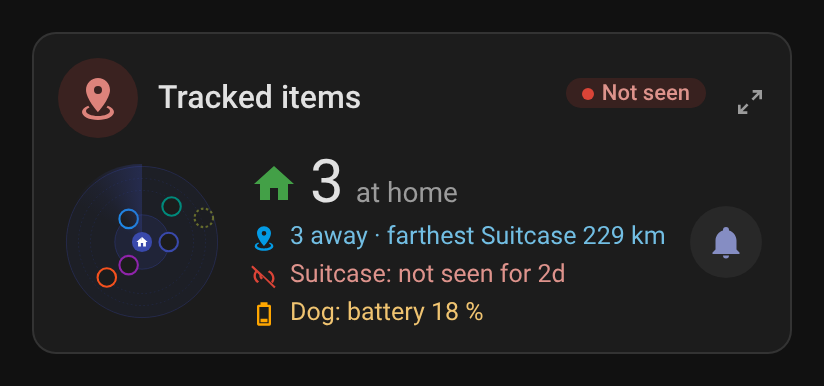 Tracked items
Not seen
3 at home
3 away · farthest Suitcase 229 km
Suitcase: not seen for 2d
Dog: battery 18 %